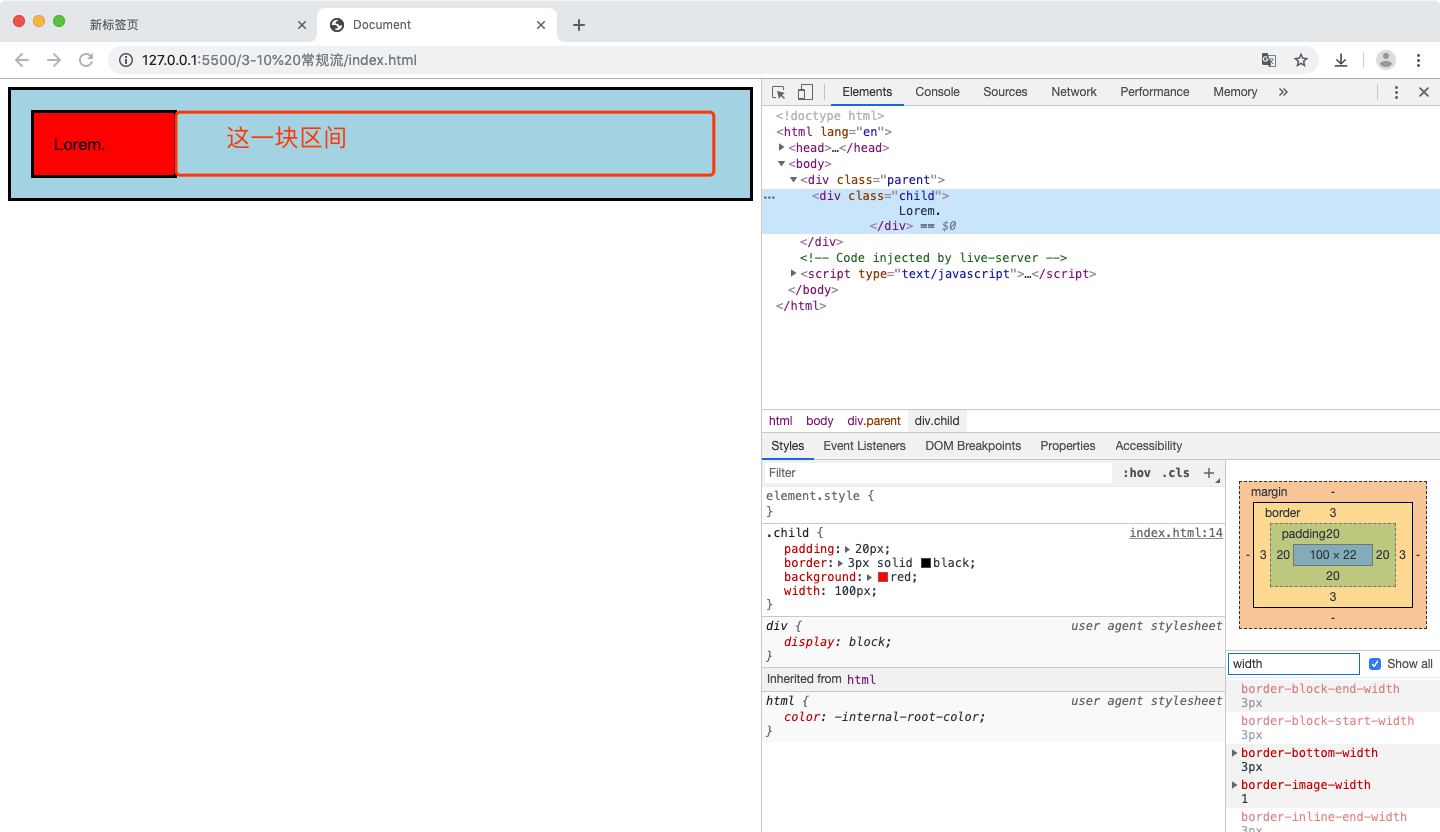 新标签页
Document
127.0.0.1:5500/3-10%20常规流/index.html
Lorem.
这一块区间
Elements Console Sources Network Performance Memory »
<!doctype html>
<html lang="en">
<head>…</head>
<body>
<div class="parent">
<div class="child">
Lorem.
</div> == $0
</div>
<!-- Code injected by live-server -->
<script type="text/javascript">…</script>
</body>
</html>
html body div.parent div.child
Styles Event Listeners DOM Breakpoints Properties Accessibility
Filter :hov .cls +
element.style {
}
.child { index.html:14
padding: 20px;
border: 3px solid black;
background: red;
width: 100px;
}
div { user agent stylesheet
display: block;
}
Inherited from html
html { user agent stylesheet
color: -internal-root-color;
}
margin -
border 3
padding20
- 3 20 100 × 22 20 3 -
20
3
-
width Show all
border-block-end-width
3px
border-block-start-width
3px
border-bottom-width
3px
border-image-width
1
border-inline-end-width
3px